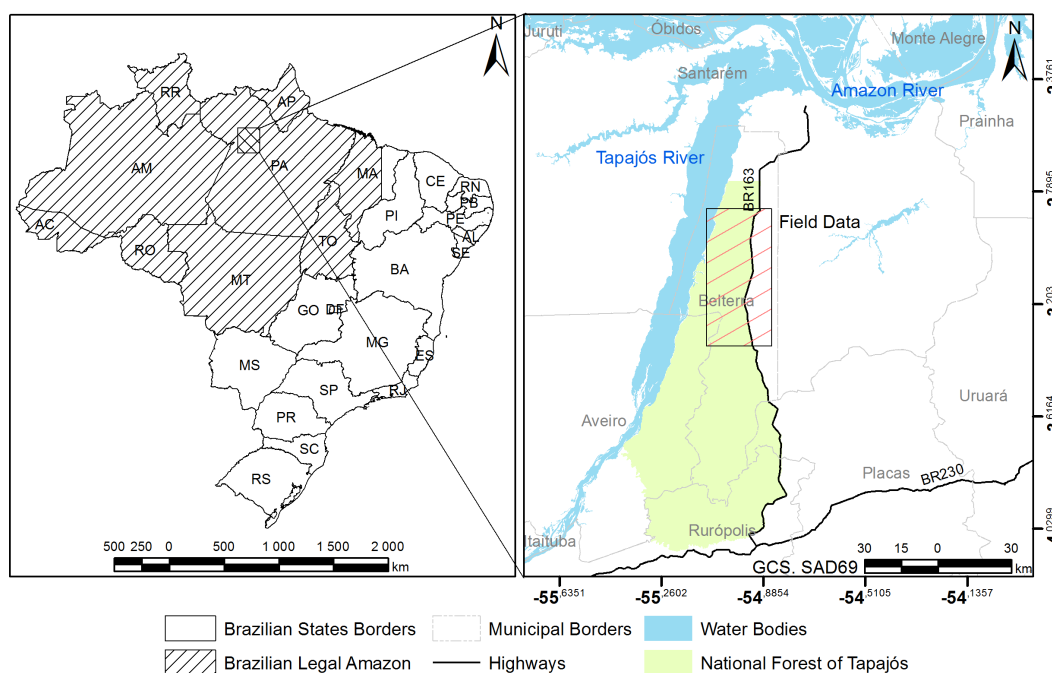 N
RR
AP
AM
PA
MA
CE
RN
PB
PI
PE
AC
AL
SE
RO
TO
BA
MT
GO
DF
MG
ES
MS
SP
RJ
PR
SC
RS
500 250 0 500 1 000 1 500 2 000
km
N
Juruti
Óbidos
Monte Alegre
Santarém
Amazon River
Prainha
Tapajós River
BR163
Field Data
Belterra
Aveiro
Uruará
Placas
BR230
Rurópolis
Itaituba
30 15 0 30
km
GCS. SAD69
-55,6351 -55,2602 -54,8854 -54,5105 -54,1357
Brazilian States Borders
Municipal Borders
Water Bodies
Brazilian Legal Amazon
Highways
National Forest of Tapajós